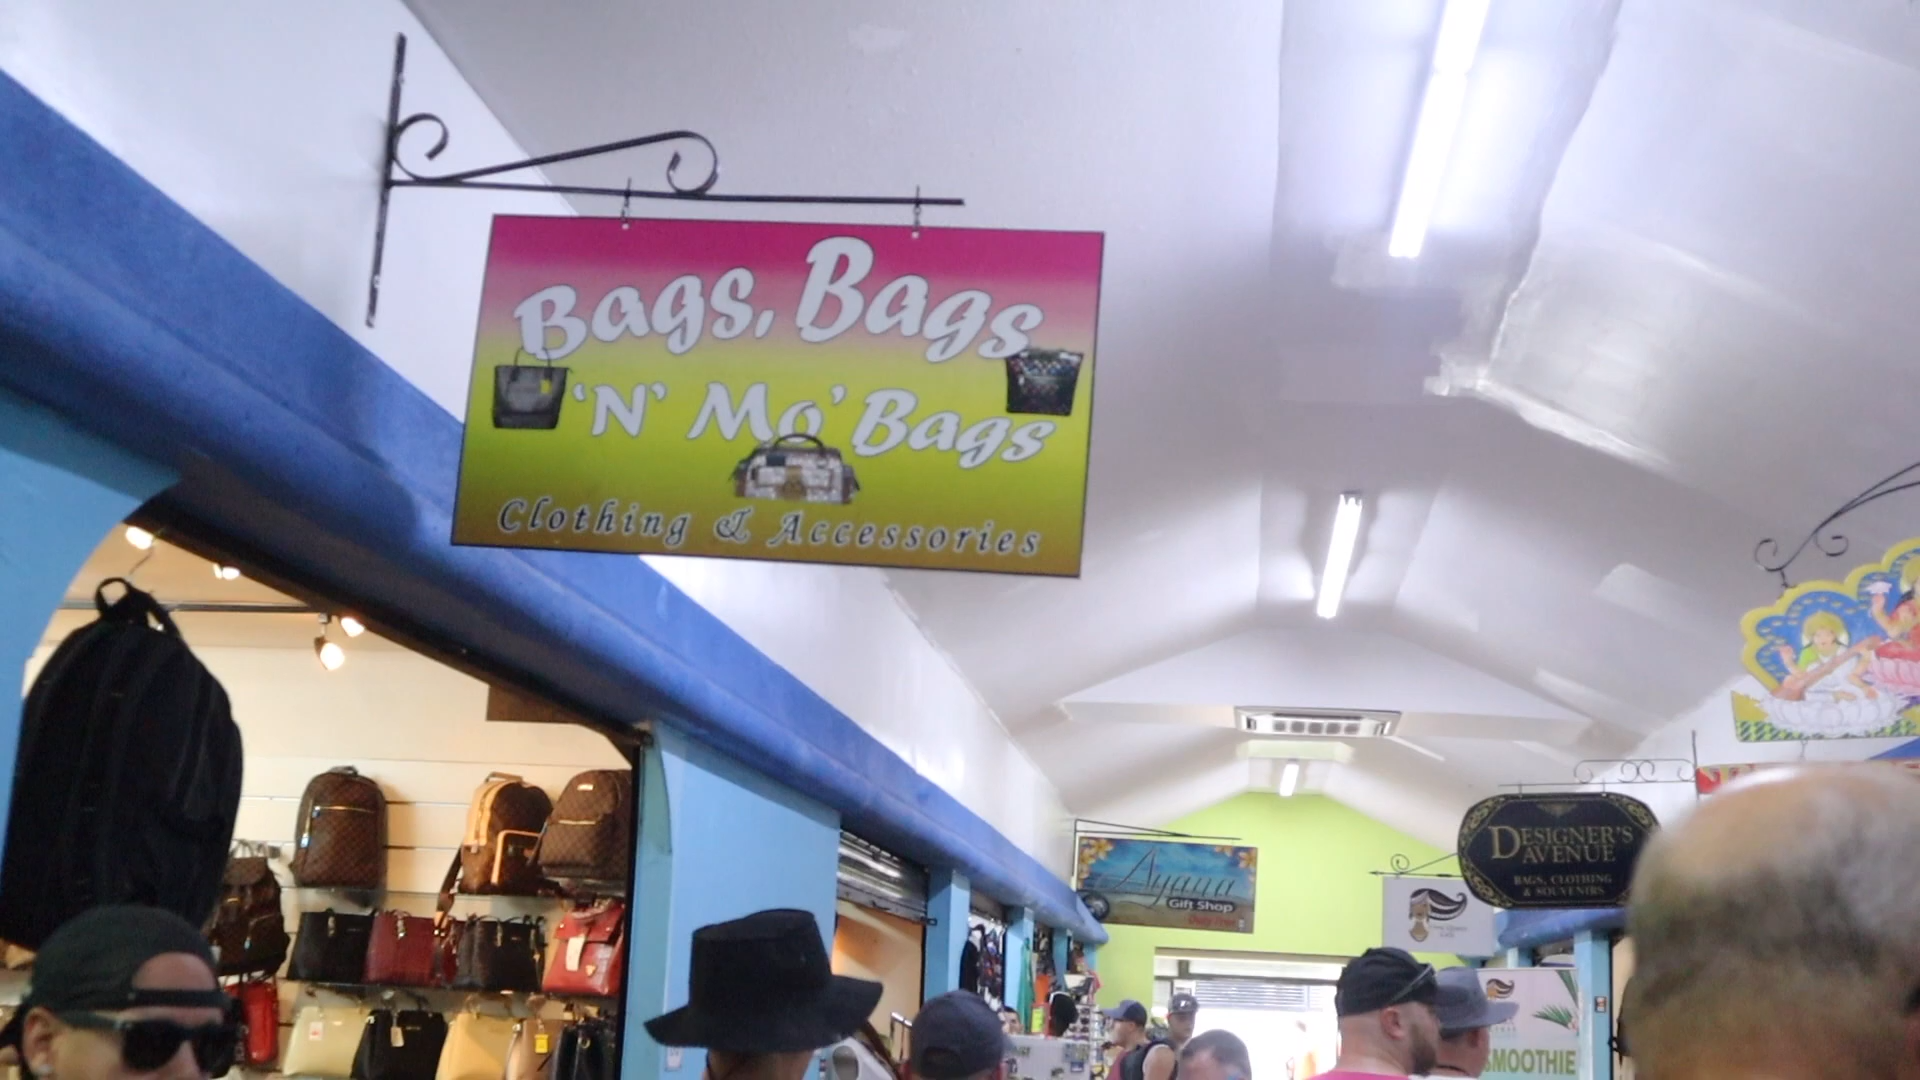 Bags, Bags
'N' Mo' Bags
Clothing & Accessories
Ayana
Gift Shop
DESIGNER'S
AVENUE
BAGS, CLOTHING
& SOUVENIRS
SMOOTHIE